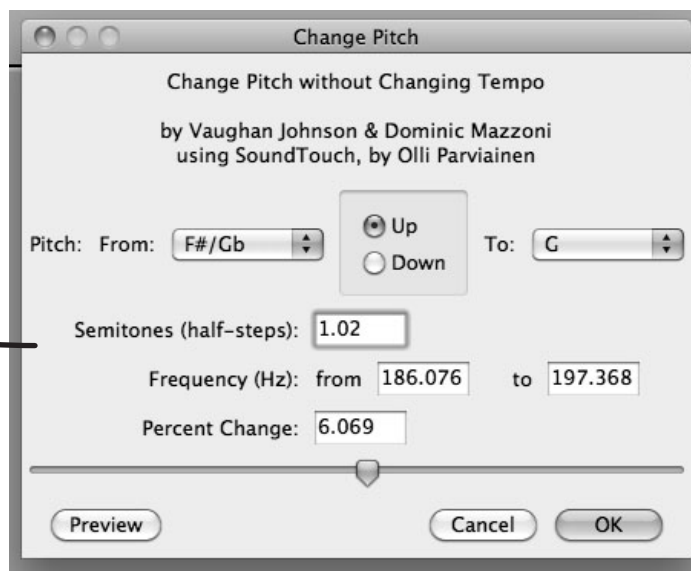 Change Pitch
Change Pitch without Changing Tempo
by Vaughan Johnson & Dominic Mazzoni
using SoundTouch, by Olli Parviainen
Pitch: From: F#/Gb Up Down To: G
Semitones (half-steps): 1.02
Frequency (Hz): from 186.076 to 197.368
Percent Change: 6.069
Preview Cancel OK